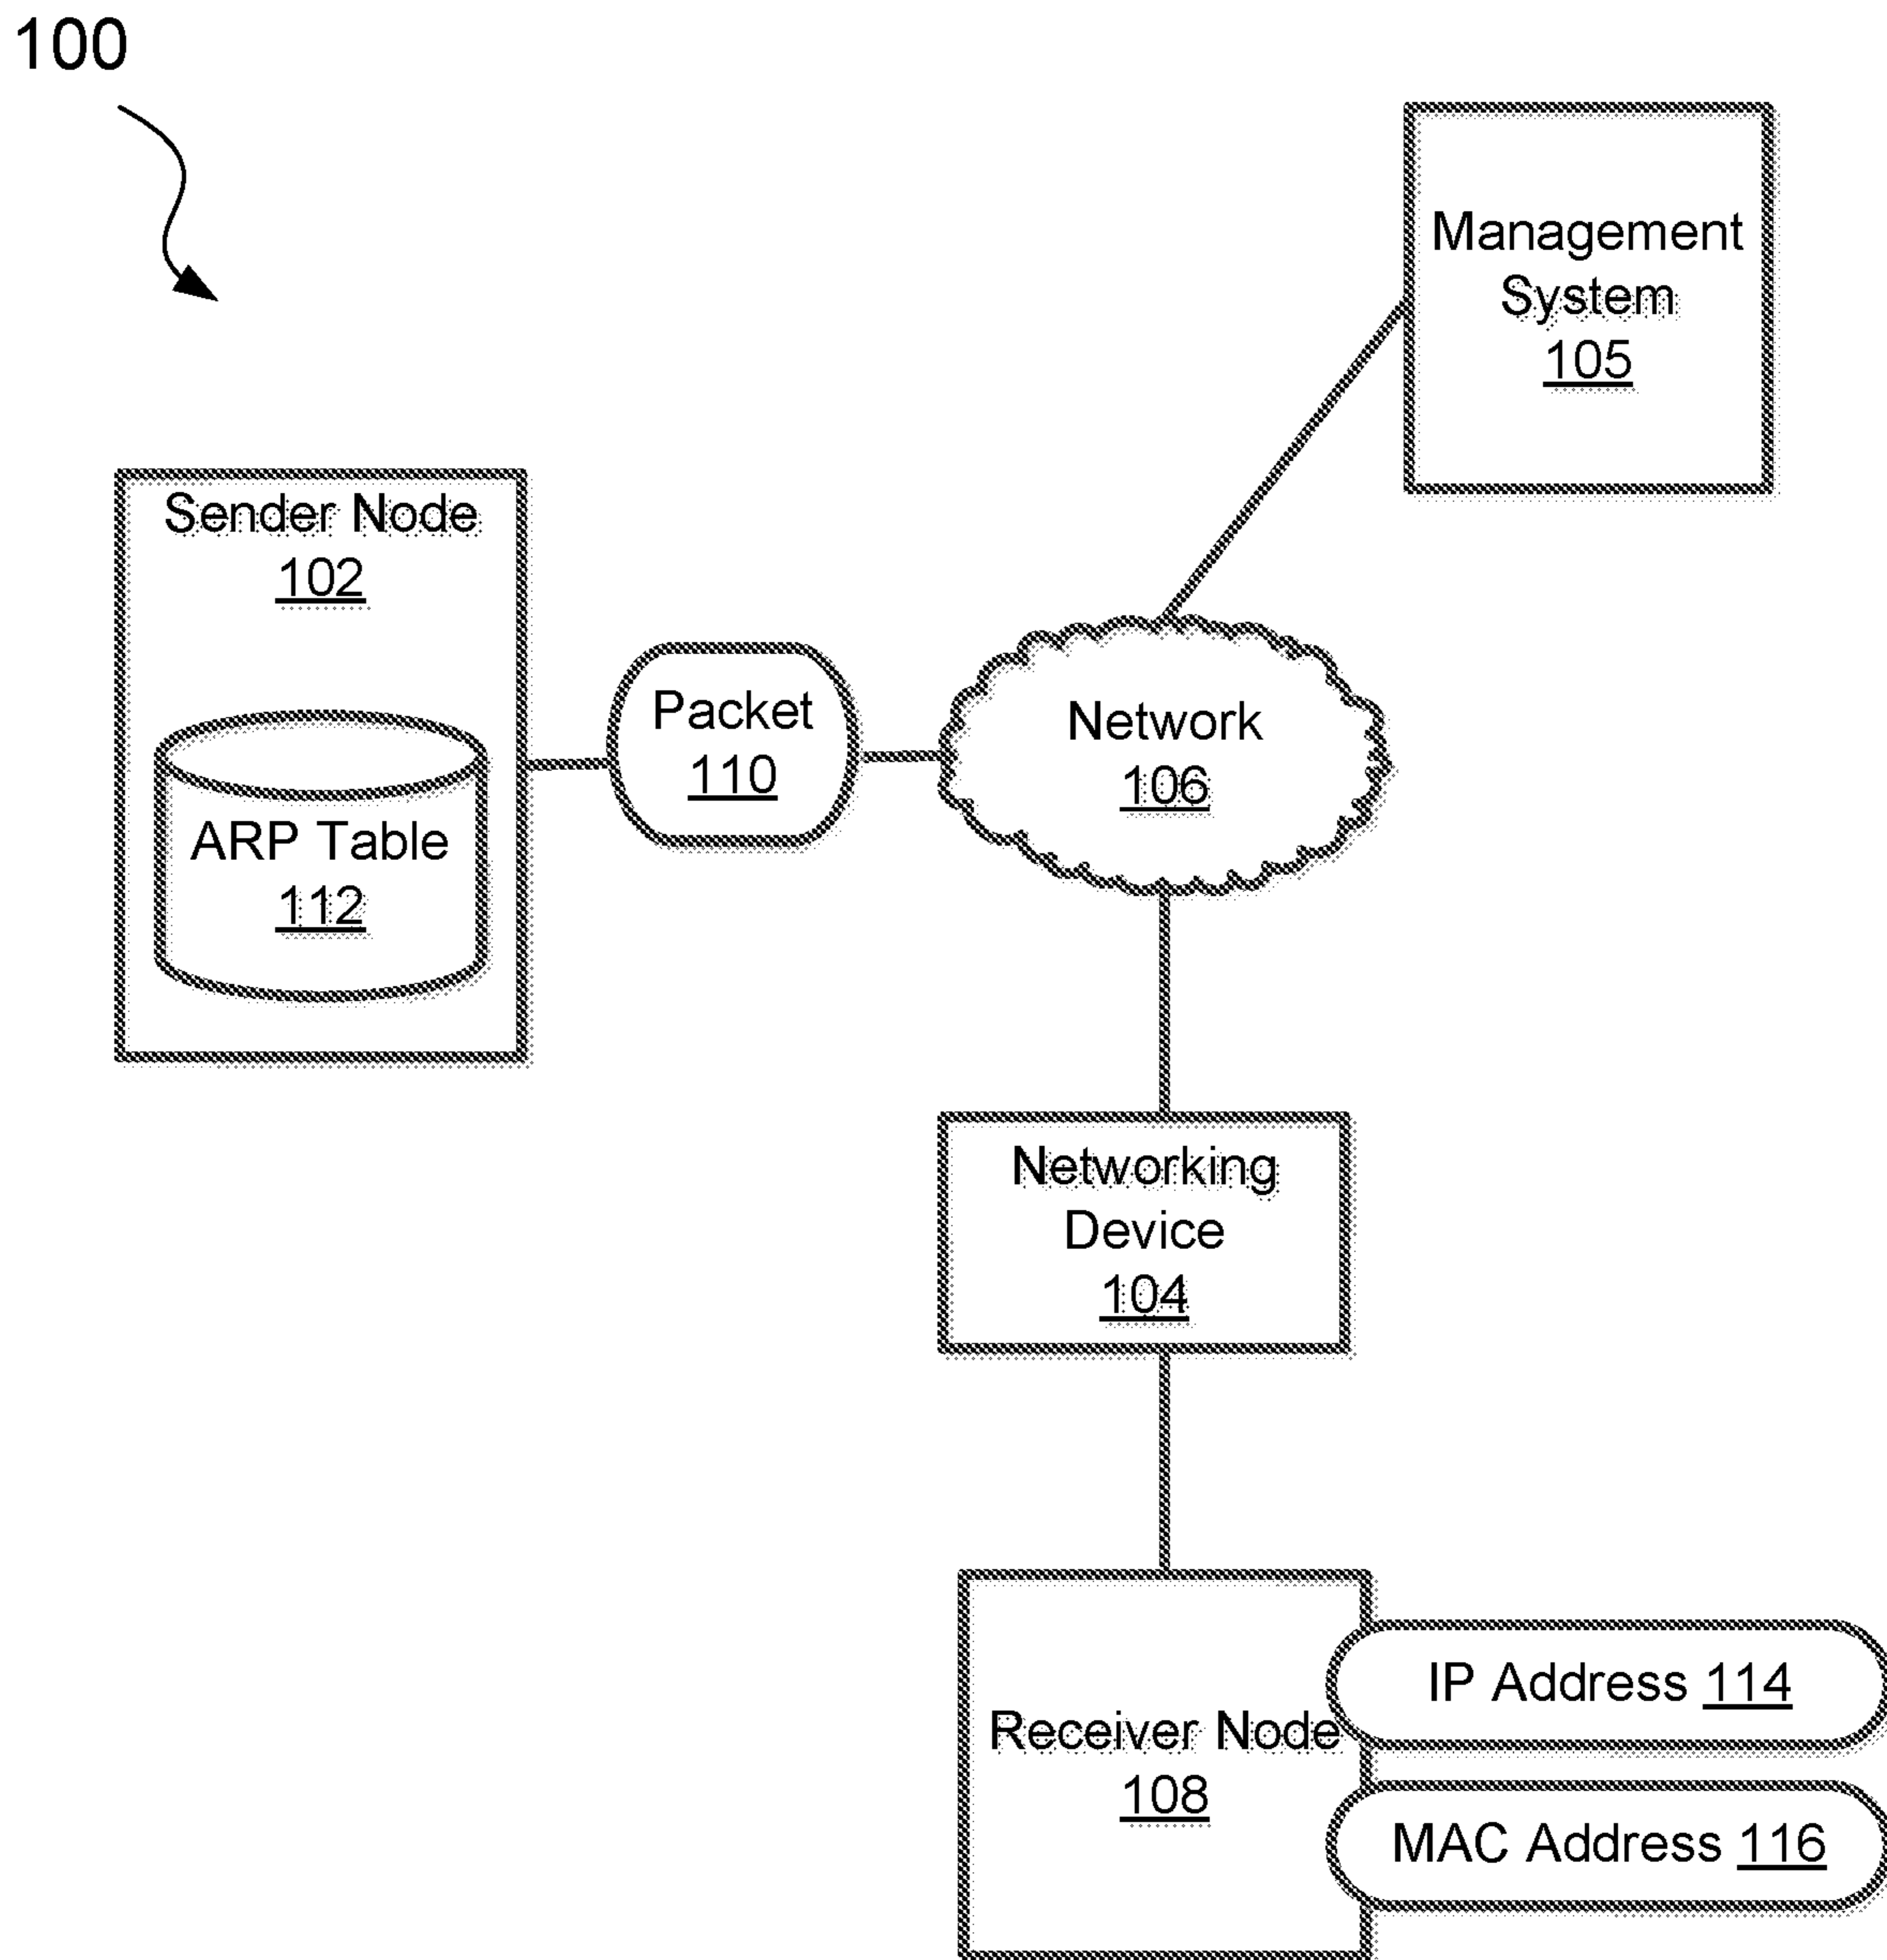 100
Management
System
105
Sender Node
102
Packet
110
Network
106
ARP Table
112
Networking
Device
104
Receiver Node
108
IP Address 114
MAC Address 116